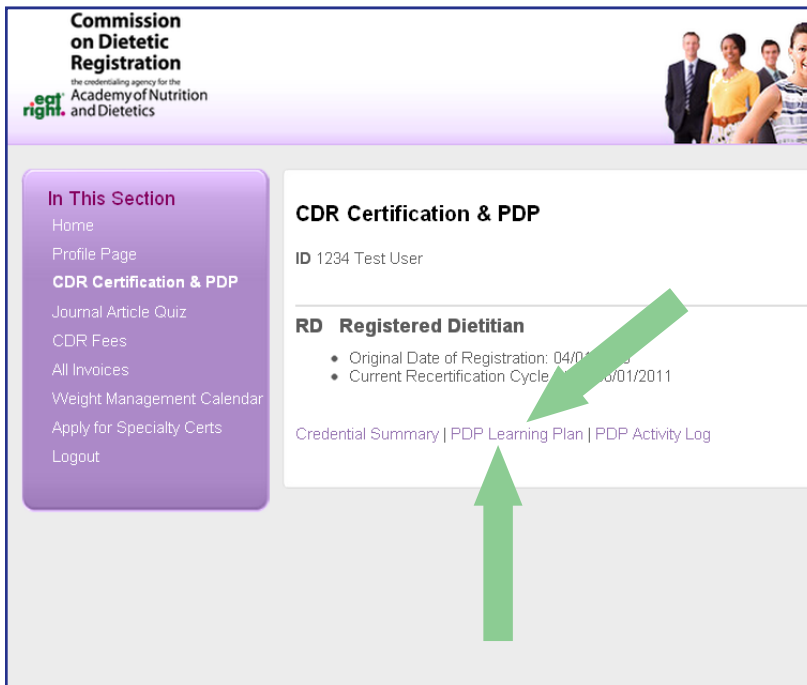 Commission
on Dietetic
Registration
the credentialing agency for the
eat right. Academy of Nutrition
and Dietetics
In This Section
Home
Profile Page
CDR Certification & PDP
Journal Article Quiz
CDR Fees
All Invoices
Weight Management Calendar
Apply for Specialty Certs
Logout
CDR Certification & PDP
ID 1234 Test User
RD Registered Dietitian
Original Date of Registration:
Current Recertification Cycle /01/2011
Credential Summary | PDP Learning Plan | PDP Activity Log